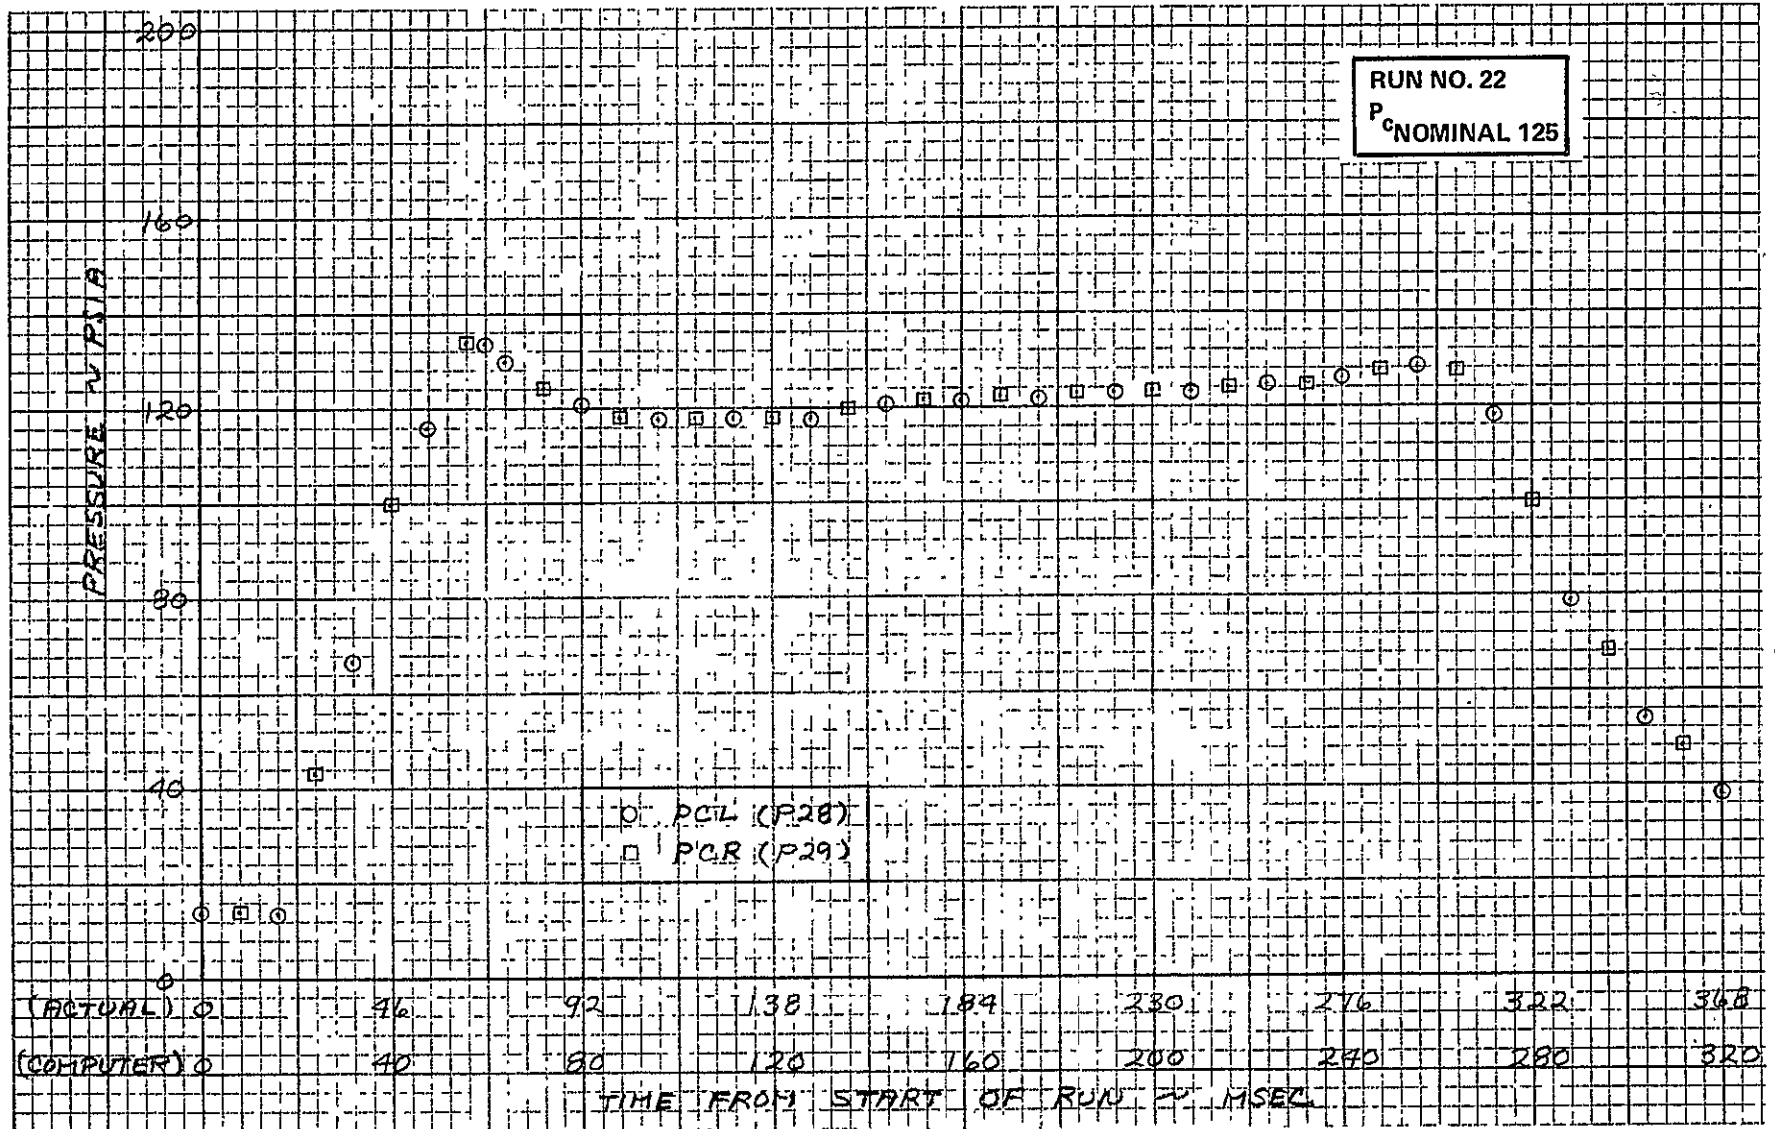 RUN NO. 22
Pc NOMINAL 125
200
160
120
80
40
0
PRESSURE ~ PSIA
○ PCL (P28)
□ PCR (P29)
(ACTUAL) 0 46 92 138 184 230 276 322 368
(COMPUTER) 0 40 80 120 160 200 240 280 320
TIME FROM START OF RUN ~ MSEC